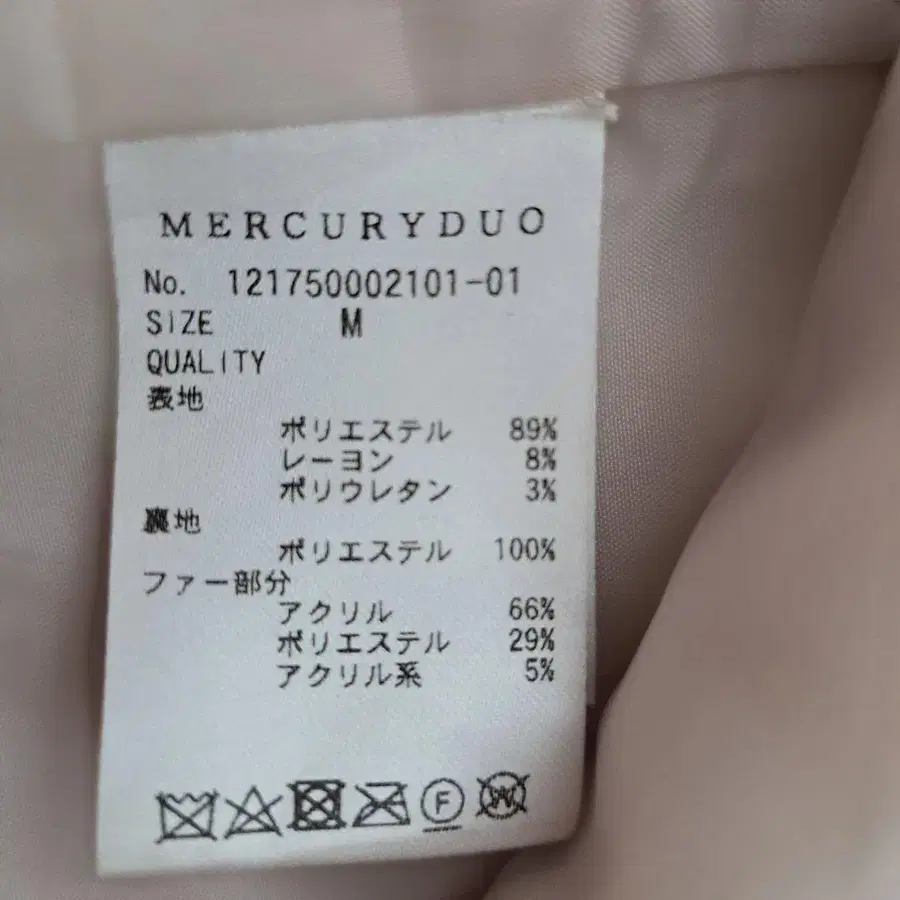 MERCURYDUO
No. 121750002101-01
SIZE M
QUALITY
表地
ポリエステル 89%
レーヨン 8%
ポリウレタン 3%
裏地
ポリエステル 100%
ファー部分
アクリル 66%
ポリエステル 29%
アクリル系 5%
F
W